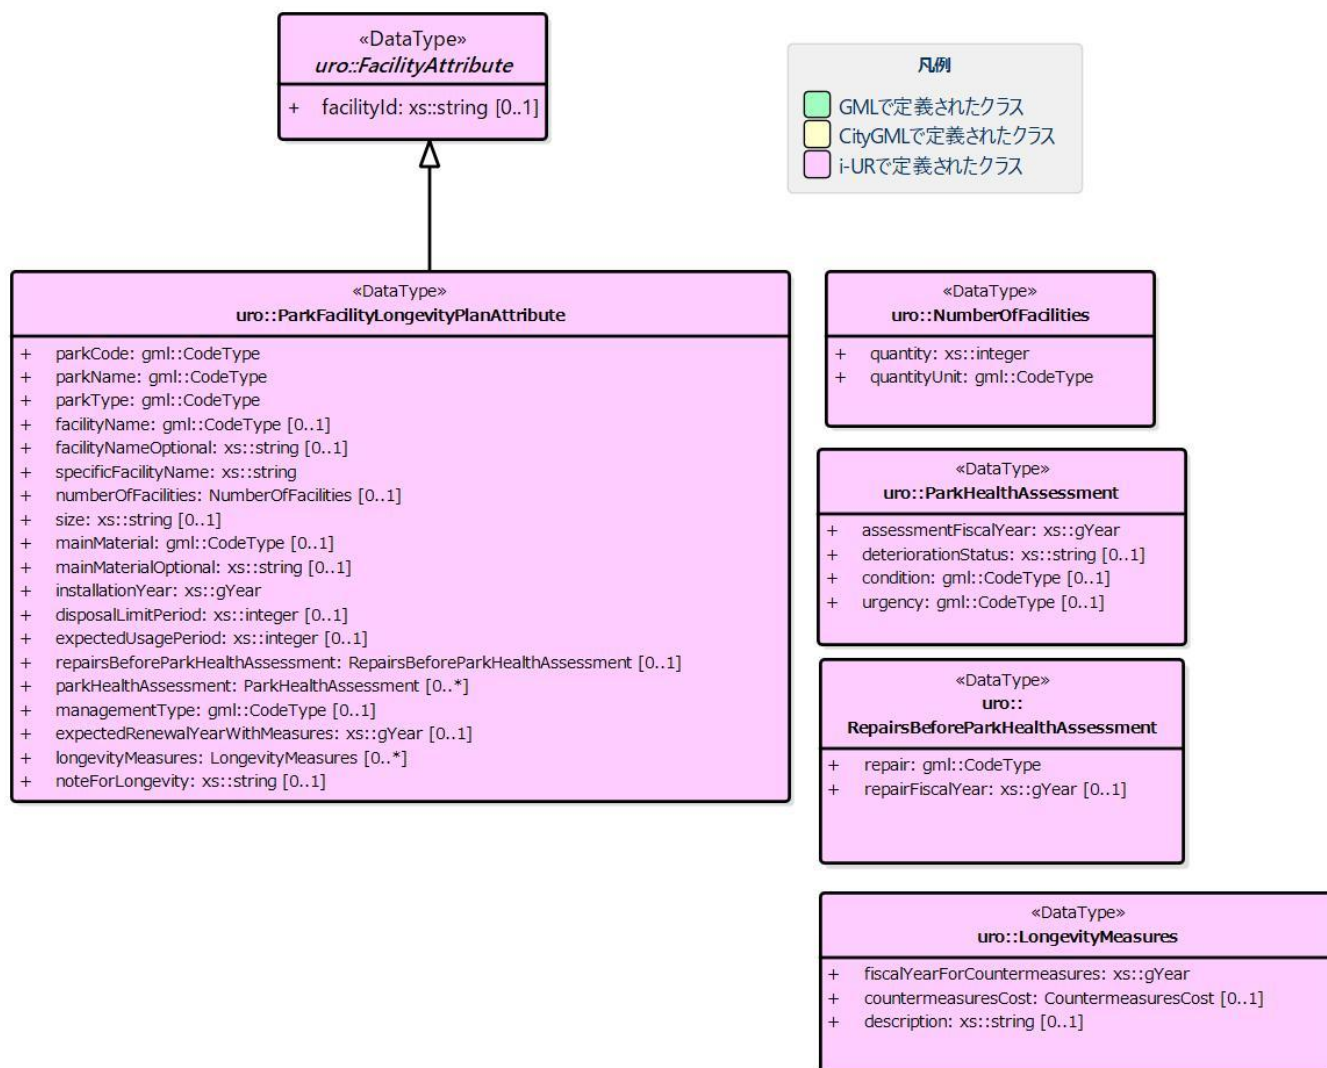 «DataType»
uro::FacilityAttribute
+ facilityId: xs::string [0..1]
凡例
GMLで定義されたクラス
CityGMLで定義されたクラス
i-URで定義されたクラス
«DataType»
uro::ParkFacilityLongevityPlanAttribute
+ parkCode: gml::CodeType
+ parkName: gml::CodeType
+ parkType: gml::CodeType
+ facilityName: gml::CodeType [0..1]
+ facilityNameOptional: xs::string [0..1]
+ specificFacilityName: xs::string
+ numberOfFacilities: NumberOfFacilities [0..1]
+ size: xs::string [0..1]
+ mainMaterial: gml::CodeType [0..1]
+ mainMaterialOptional: xs::string [0..1]
+ installationYear: xs::gYear
+ disposalLimitPeriod: xs::integer [0..1]
+ expectedUsagePeriod: xs::integer [0..1]
+ repairsBeforeParkHealthAssessment: RepairsBeforeParkHealthAssessment [0..1]
+ parkHealthAssessment: ParkHealthAssessment [0..*]
+ managementType: gml::CodeType [0..1]
+ expectedRenewalYearWithMeasures: xs::gYear [0..1]
+ longevityMeasures: LongevityMeasures [0..*]
+ noteForLongevity: xs::string [0..1]
«DataType»
uro::NumberOfFacilities
+ quantity: xs::integer
+ quantityUnit: gml::CodeType
«DataType»
uro::ParkHealthAssessment
+ assessmentFiscalYear: xs::gYear
+ deteriorationStatus: xs::string [0..1]
+ condition: gml::CodeType [0..1]
+ urgency: gml::CodeType [0..1]
«DataType»
uro::
RepairsBeforeParkHealthAssessment
+ repair: gml::CodeType
+ repairFiscalYear: xs::gYear [0..1]
«DataType»
uro::LongevityMeasures
+ fiscalYearForCountermeasures: xs::gYear
+ countermeasuresCost: CountermeasuresCost [0..1]
+ description: xs::string [0..1]